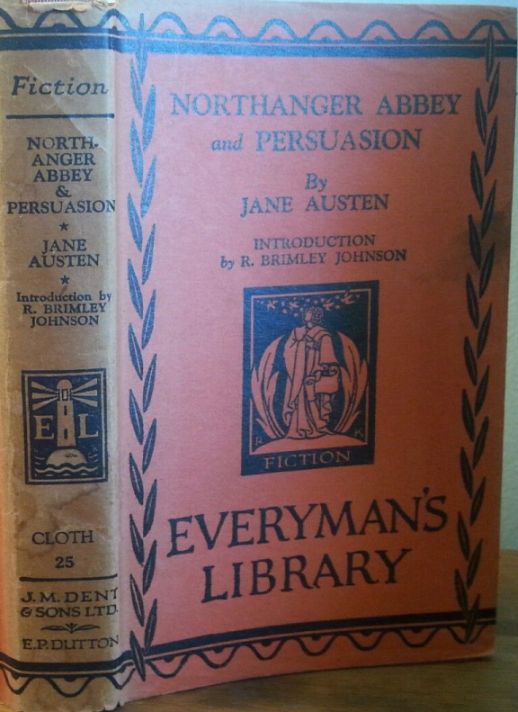 Fiction
NORTH-
ANGER
ABBEY
&
PERSUASION
★
JANE
AUSTEN
★
Introduction by
R. BRIMLEY
JOHNSON
E L
CLOTH
25
J. M. DENT
& SONS LTD.
E.P. DUTTON
NORTHANGER ABBEY
and PERSUASION
By
JANE AUSTEN
INTRODUCTION
by R. BRIMLEY JOHNSON
R K
FICTION
EVERYMAN'S
LIBRARY